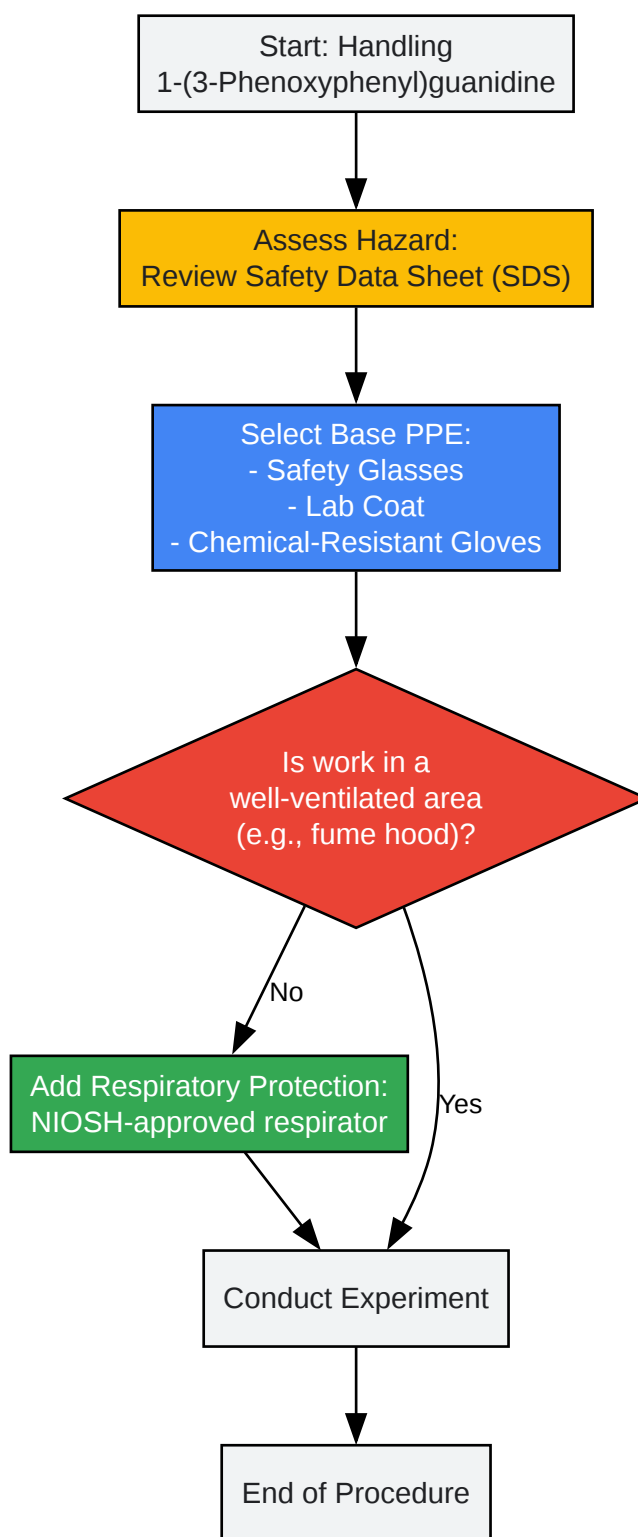 Start: Handling
1-(3-Phenoxyphenyl)guanidine
Assess Hazard:
Review Safety Data Sheet (SDS)
Select Base PPE:
- Safety Glasses
- Lab Coat
- Chemical-Resistant Gloves
Is work in a
well-ventilated area
(e.g., fume hood)?
No
Add Respiratory Protection:
NIOSH-approved respirator
Yes
Conduct Experiment
End of Procedure